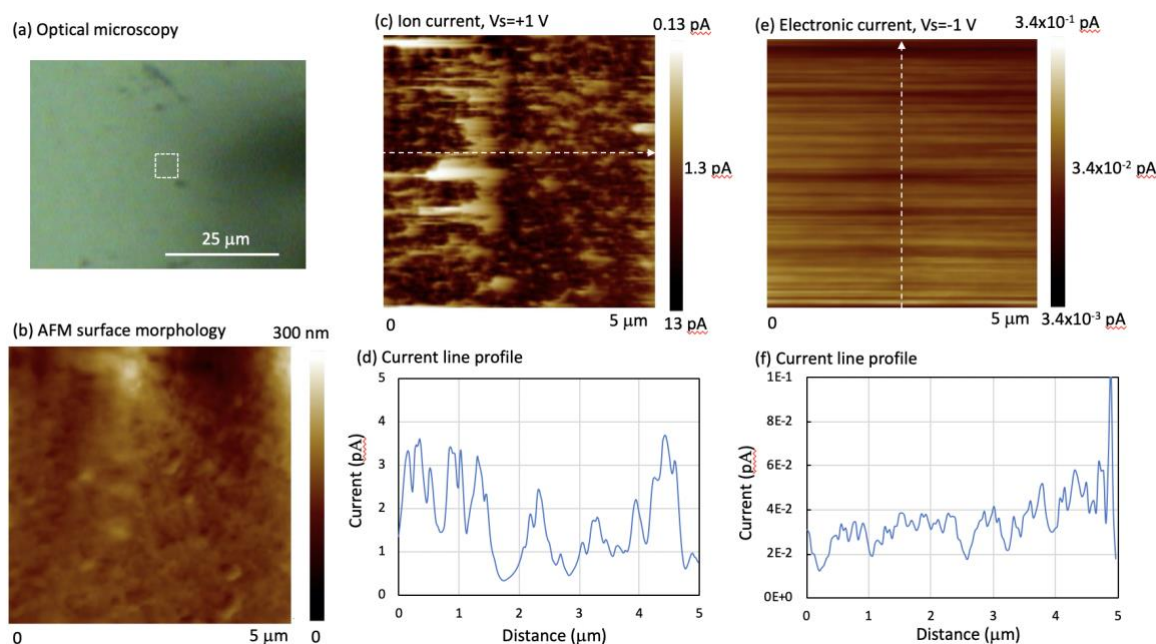 (a) Optical microscopy
25 μm
(b) AFM surface morphology
300 nm
0
5 μm
0
(c) Ion current, Vs=+1 V
0.13 pA
1.3 pA
13 pA
0
5 μm
(d) Current line profile
5
4
3
2
1
0
Current (pA)
0
1
2
3
4
5
Distance (μm)
(e) Electronic current, Vs=-1 V
3.4x10⁻¹ pA
3.4x10⁻² pA
3.4x10⁻³ pA
0
5 μm
(f) Current line profile
1E-1
8E-2
6E-2
4E-2
2E-2
0E+0
Current (pA)
0
1
2
3
4
5
Distance (μm)